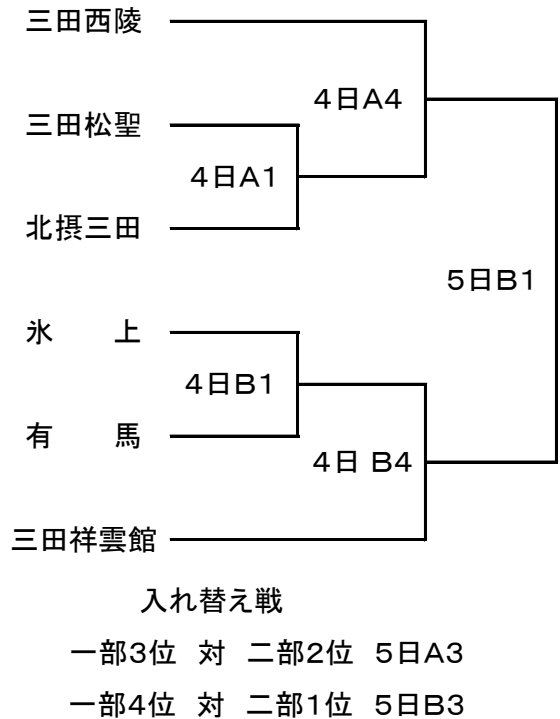 三田西陵
4日A4
三田松聖
4日A1
北摂三田
5日B1
氷　上
4日B1
有　馬
4日 B4
三田祥雲館
入れ替え戦
一部3位 対 二部2位 5日A3
一部4位 対 二部1位 5日B3